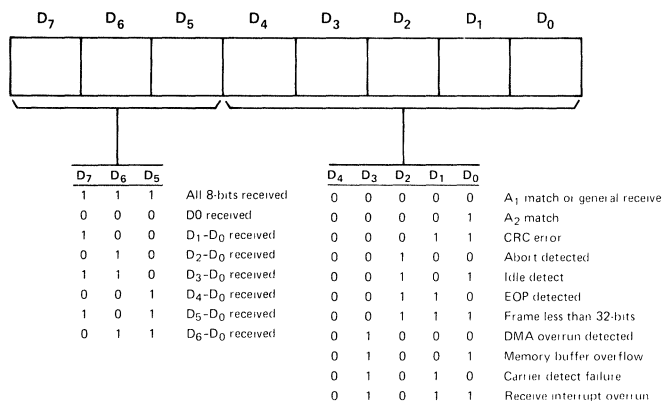 D7 D6 D5 D4 D3 D2 D1 D0
D7 D6 D5
1 1 1 All 8-bits received
0 0 0 D0 received
1 0 0 D1-D0 received
0 1 0 D2-D0 received
1 1 0 D3-D0 received
0 0 1 D4-D0 received
1 0 1 D5-D0 received
0 1 1 D6-D0 received
D4 D3 D2 D1 D0
0 0 0 0 0 A1 match or general receive
0 0 0 0 1 A2 match
0 0 0 1 1 CRC error
0 0 1 0 0 Abort detected
0 0 1 0 1 Idle detect
0 0 1 1 0 EOP detected
0 0 1 1 1 Frame less than 32-bits
0 1 0 0 0 DMA overrun detected
0 1 0 0 1 Memory buffer overflow
0 1 0 1 0 Carrier detect failure
0 1 0 1 1 Receive interrupt overrun